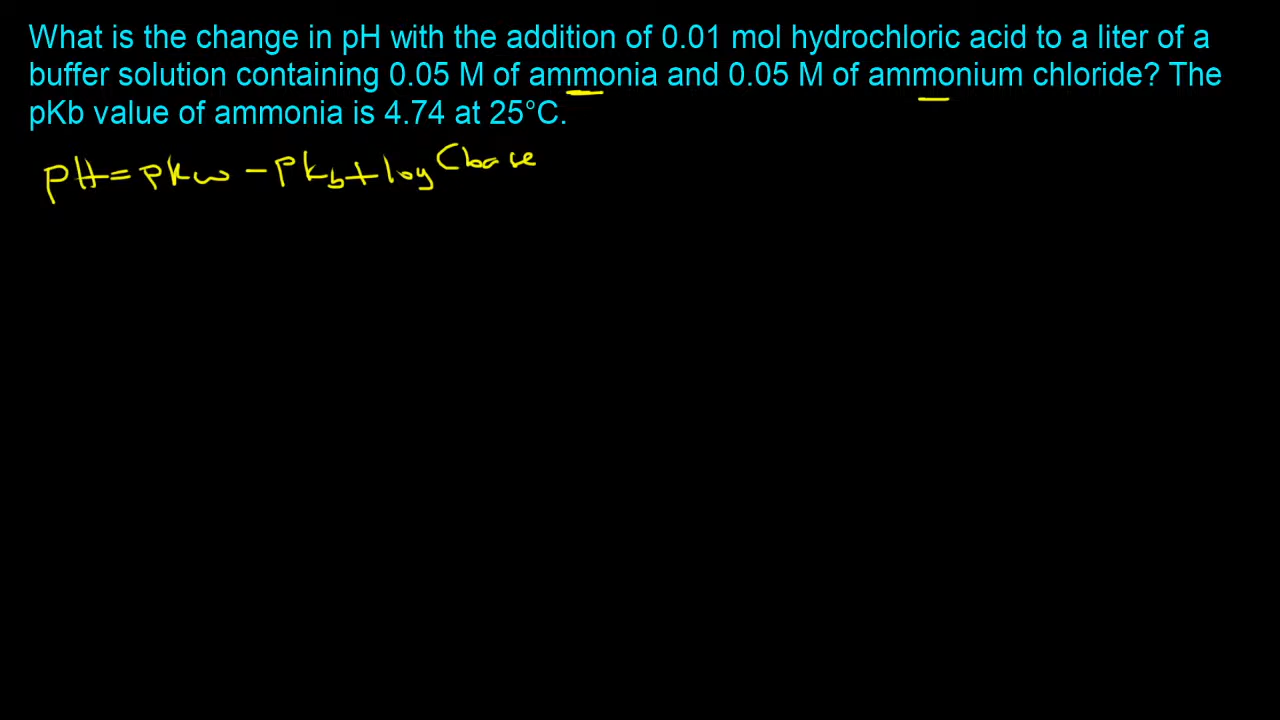 What is the change in pH with the addition of 0.01 mol hydrochloric acid to a liter of a
buffer solution containing 0.05 M of ammonia and 0.05 M of ammonium chloride? The
pKb value of ammonia is 4.74 at 25°C.
pH = pKw - pKb + log [base